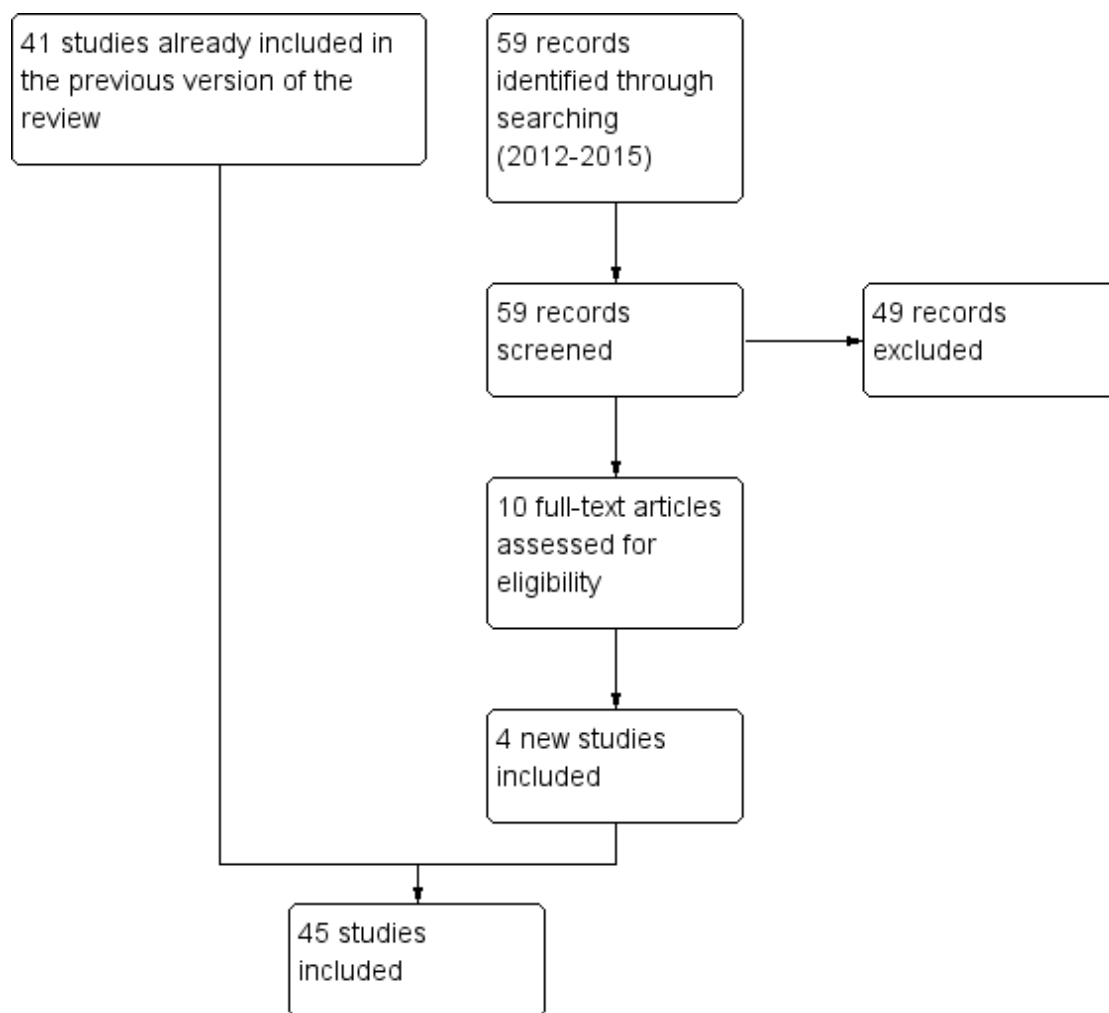 41 studies already included in
the previous version of the
review
59 records
identified through
searching
(2012-2015)
59 records
screened
49 records
excluded
10 full-text articles
assessed for
eligibility
4 new studies
included
45 studies
included